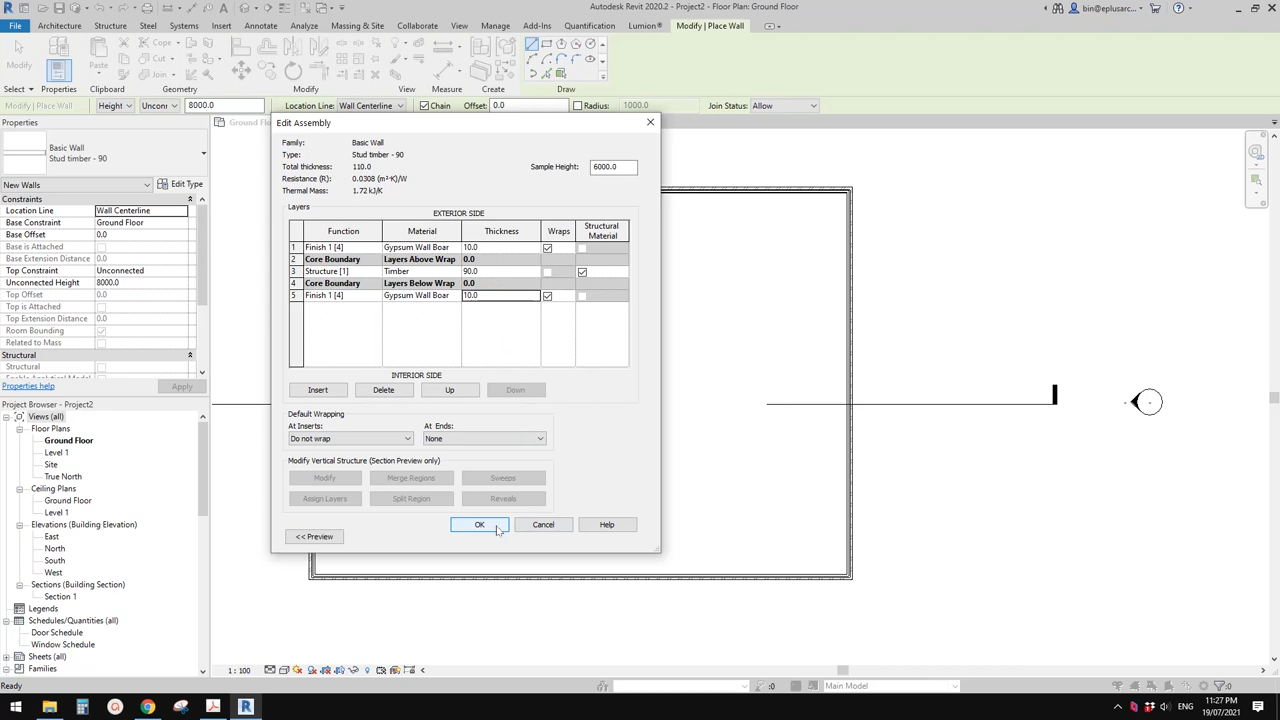 Autodesk Revit 2020.2 - Project2 - Floor Plan: Ground Floor
bin@eplusarc...
File Architecture Structure Steel Systems Insert Annotate Analyze Massing & Site Collaborate View Manage Add-Ins Quantification Lumion® Modify | Place Wall
Modify Paste Cope Cut Join
Select Properties Clipboard Geometry Modify View Measure Create Draw
Modify | Place Wall Height Uncon 8000.0 Location Line: Wall Centerline Chain Offset: 0.0 Radius: 1000.0 Join Status: Allow
Properties
Basic Wall
Stud timber - 90
New Walls Edit Type
Constraints
Location Line Wall Centerline
Base Constraint Ground Floor
Base Offset 0.0
Base is Attached
Base Extension Distance 0.0
Top Constraint Unconnected
Unconnected Height 8000.0
Top Offset 0.0
Top is Attached
Top Extension Distance 0.0
Room Bounding
Related to Mass
Structural
Structural
Properties help Apply
Project Browser - Project2
Views (all)
Floor Plans
Ground Floor
Level 1
Site
True North
Ceiling Plans
Ground Floor
Level 1
Elevations (Building Elevation)
East
North
South
West
Sections (Building Section)
Section 1
Legends
Schedules/Quantities (all)
Door Schedule
Window Schedule
Sheets (all)
Families
Ground Flo
Edit Assembly
Family: Basic Wall
Type: Stud timber - 90
Total thickness: 110.0 Sample Height: 6000.0
Resistance (R): 0.0308 (m²·K)/W
Thermal Mass: 1.72 kJ/K
Layers
EXTERIOR SIDE
Function Material Thickness Wraps Structural Material
1 Finish 1 [4] Gypsum Wall Boar 10.0
2 Core Boundary Layers Above Wrap 0.0
3 Structure [1] Timber 90.0
4 Core Boundary Layers Below Wrap 0.0
5 Finish 1 [4] Gypsum Wall Boar 10.0
INTERIOR SIDE
Insert Delete Up Down
Default Wrapping
At Inserts: At Ends:
Do not wrap None
Modify Vertical Structure (Section Preview only)
Modify Merge Regions Sweeps
Assign Layers Split Region Reveals
OK Cancel Help
<< Preview
1 : 100
Ready :0 Main Model :0
ENG 11:27 PM
19/07/2021